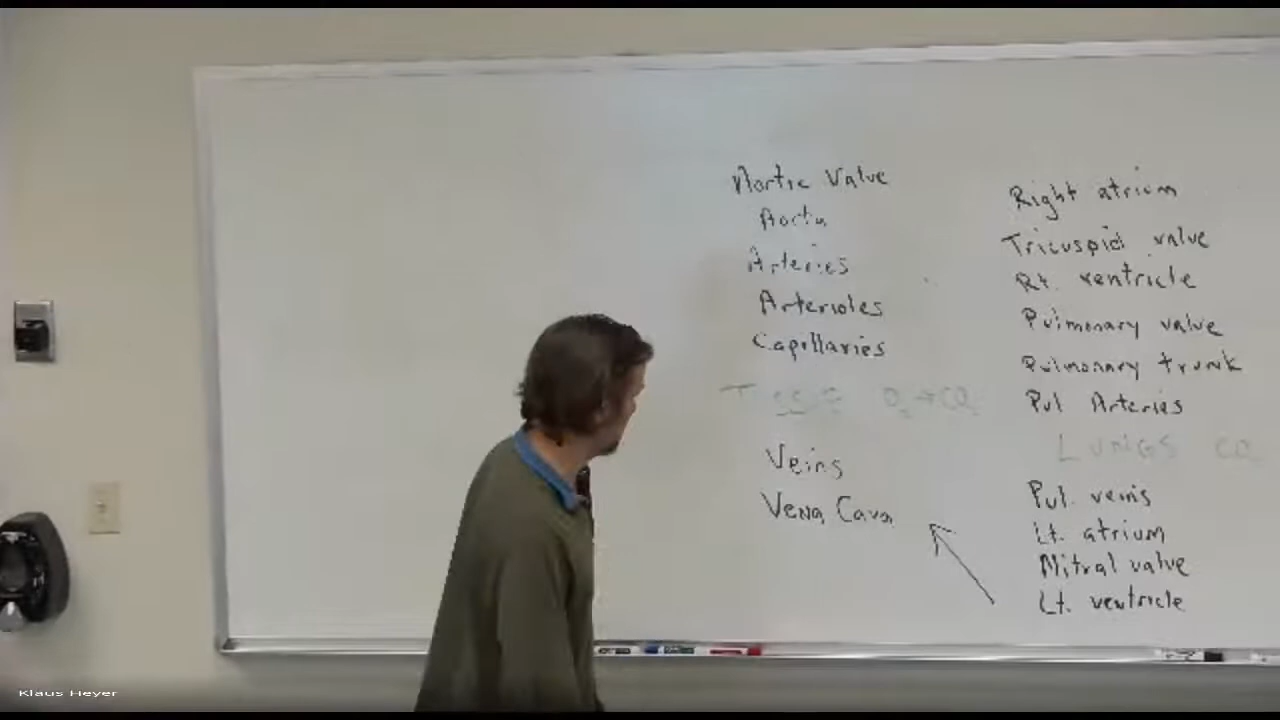 Aortic Valve
Aorta
Arteries
Arterioles
Capillaries
O2 → CO2
Veins
Vena Cava
Right atrium
Tricuspid valve
Rt. ventricle
Pulmonary valve
Pulmonary trunk
Pul Arteries
LUNGS CO2
Pul. veins
Lt. atrium
Mitral valve
Lt. ventricle
Klaus Heyer